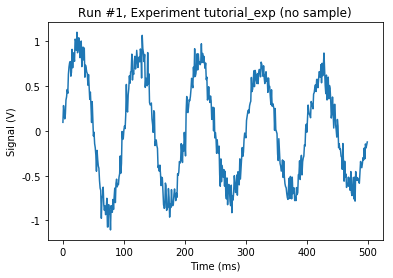 Run #1, Experiment tutorial_exp (no sample)
1
0.5
0
-0.5
-1
Signal (V)
0 100 200 300 400 500
Time (ms)